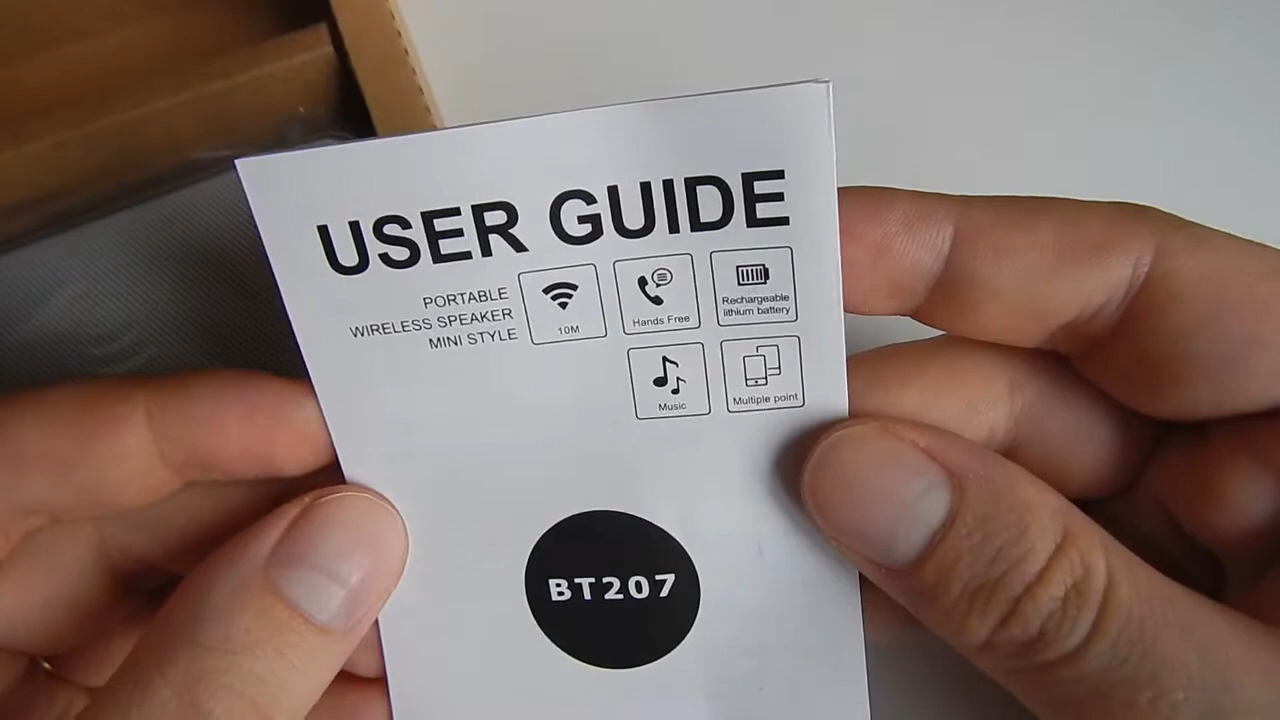 USER GUIDE
PORTABLE
WIRELESS SPEAKER
MINI STYLE
10M
Hands Free
Rechargeable
lithium battery
Music
Multiple point
BT207